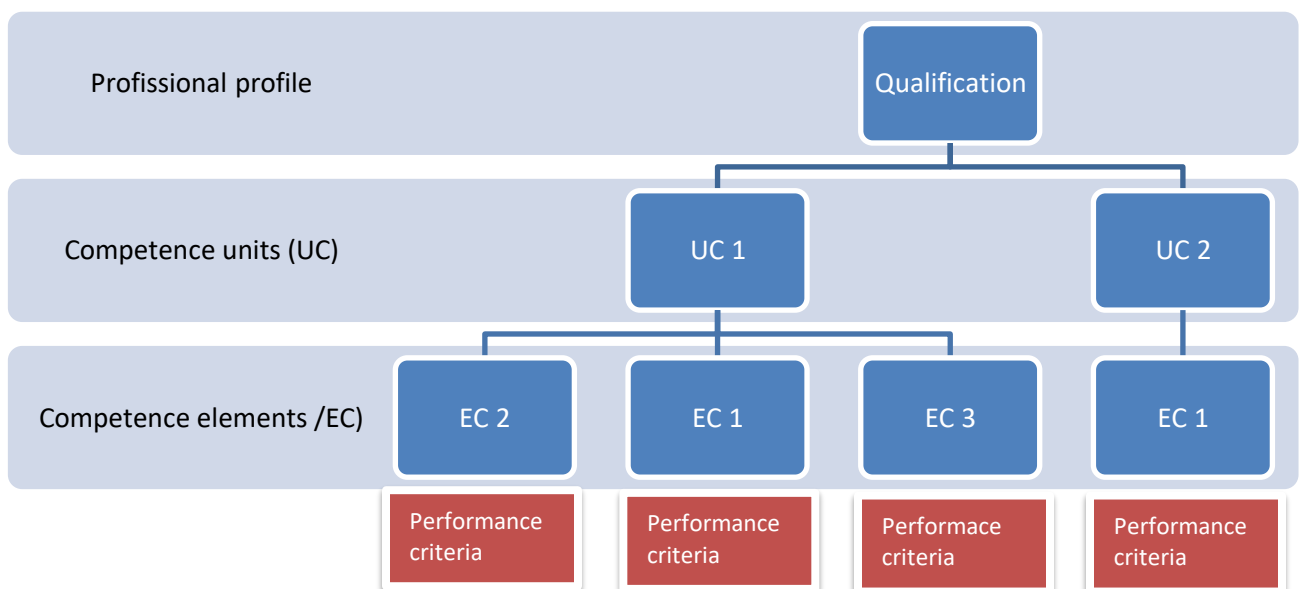 Profissional profile
Qualification
Competence units (UC)
UC 1
UC 2
Competence elements /EC)
EC 2
EC 1
EC 3
EC 1
Performance
criteria
Performance
criteria
Performace
criteria
Performance
criteria